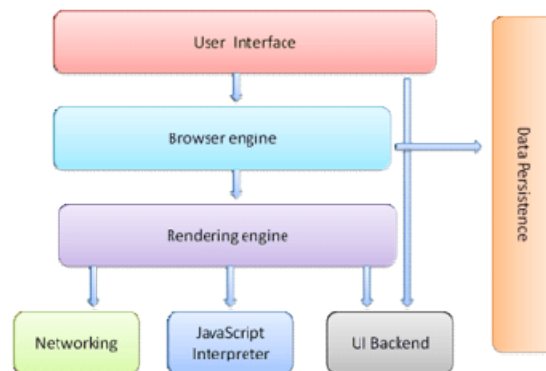 User Interface
Browser engine
Data Persistence
Rendering engine
Networking
JavaScript
Interpreter
UI Backend